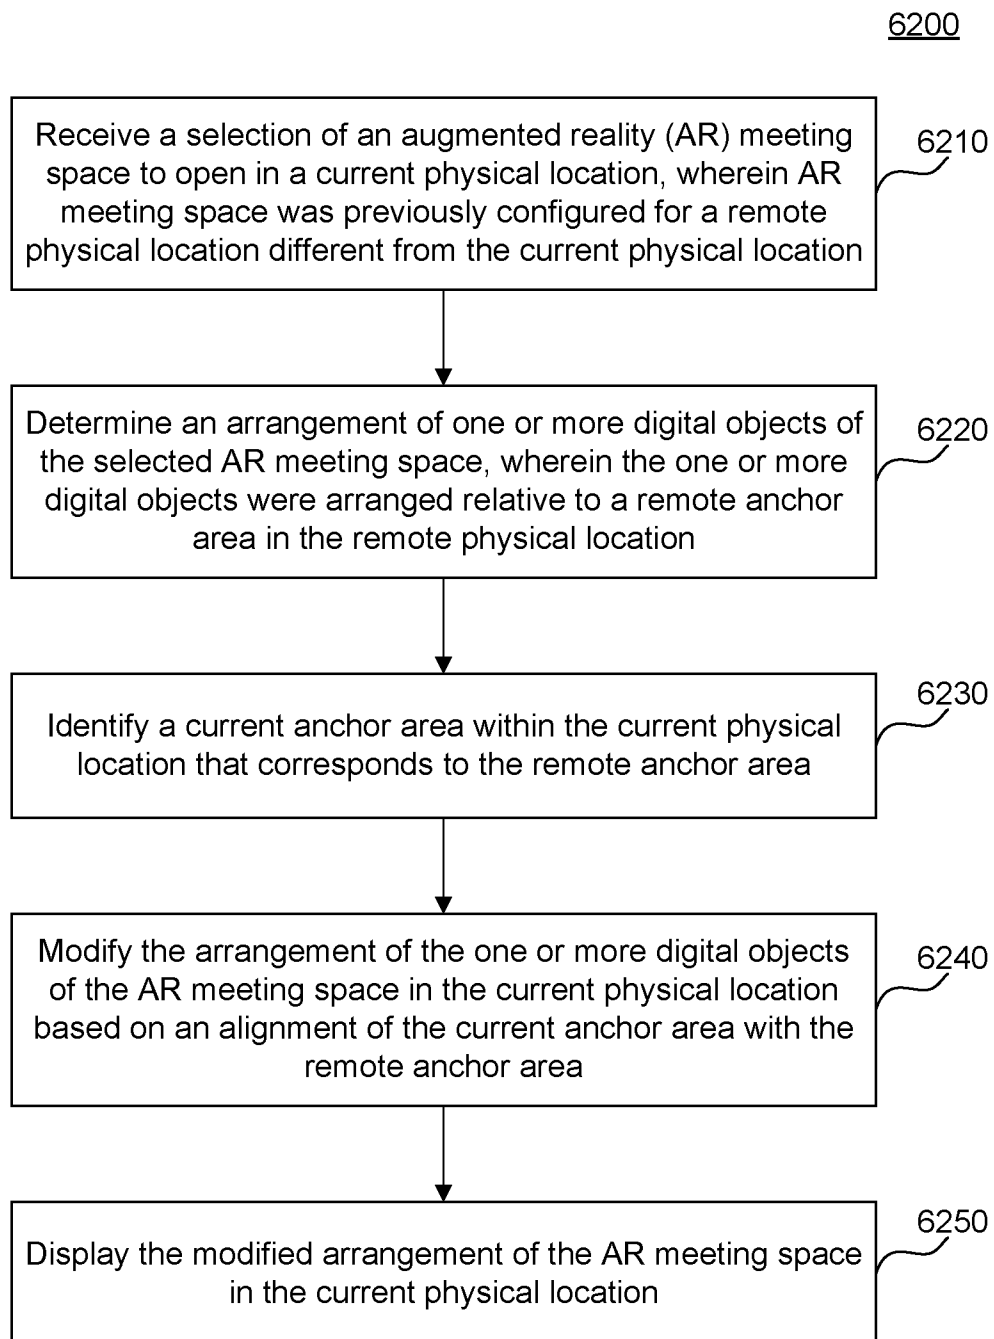 6200
Receive a selection of an augmented reality (AR) meeting
space to open in a current physical location, wherein AR
meeting space was previously configured for a remote
physical location different from the current physical location
6210
Determine an arrangement of one or more digital objects of
the selected AR meeting space, wherein the one or more
digital objects were arranged relative to a remote anchor
area in the remote physical location
6220
Identify a current anchor area within the current physical
location that corresponds to the remote anchor area
6230
Modify the arrangement of the one or more digital objects
of the AR meeting space in the current physical location
based on an alignment of the current anchor area with the
remote anchor area
6240
Display the modified arrangement of the AR meeting space
in the current physical location
6250